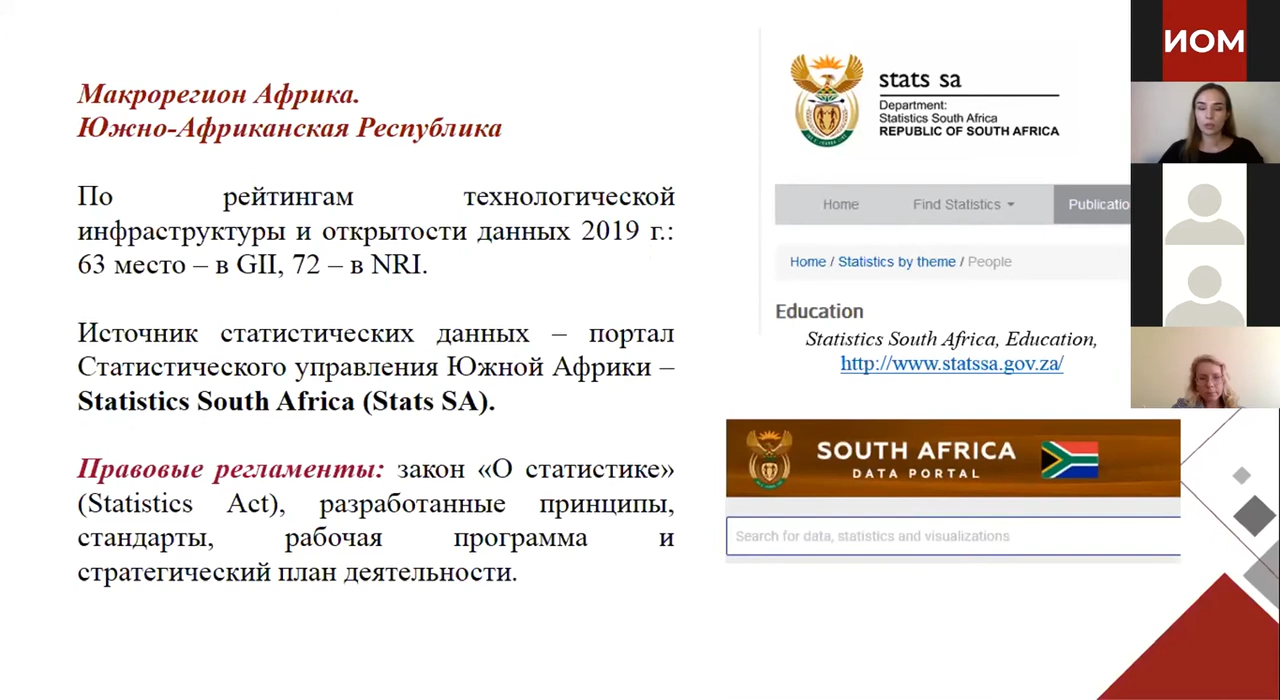 Макрорегион Африка.
Южно-Африканская Республика
По рейтингам технологической
инфраструктуры и открытости данных 2019 г.:
63 место – в GII, 72 – в NRI.
Источник статистических данных – портал
Статистического управления Южной Африки –
Statistics South Africa (Stats SA).
Правовые регламенты: закон «О статистике»
(Statistics Act), разработанные принципы,
стандарты, рабочая программа и
стратегический план деятельности.
stats sa
Department:
Statistics South Africa
REPUBLIC OF SOUTH AFRICA
Home Find Statistics Publicatio
Home / Statistics by theme / People
Education
Statistics South Africa, Education,
http://www.statssa.gov.za/
SOUTH AFRICA
DATA PORTAL
Search for data, statistics and visualizations
ИОМ